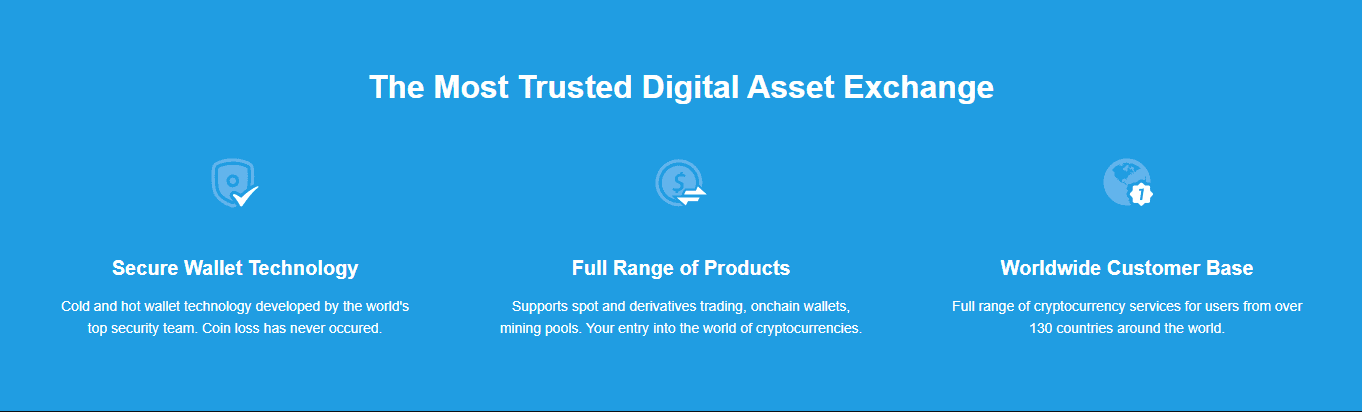 The Most Trusted Digital Asset Exchange
1
Secure Wallet Technology
Cold and hot wallet technology developed by the world's
top security team. Coin loss has never occured.
Full Range of Products
Supports spot and derivatives trading, onchain wallets,
mining pools. Your entry into the world of cryptocurrencies.
Worldwide Customer Base
Full range of cryptocurrency services for users from over
130 countries around the world.